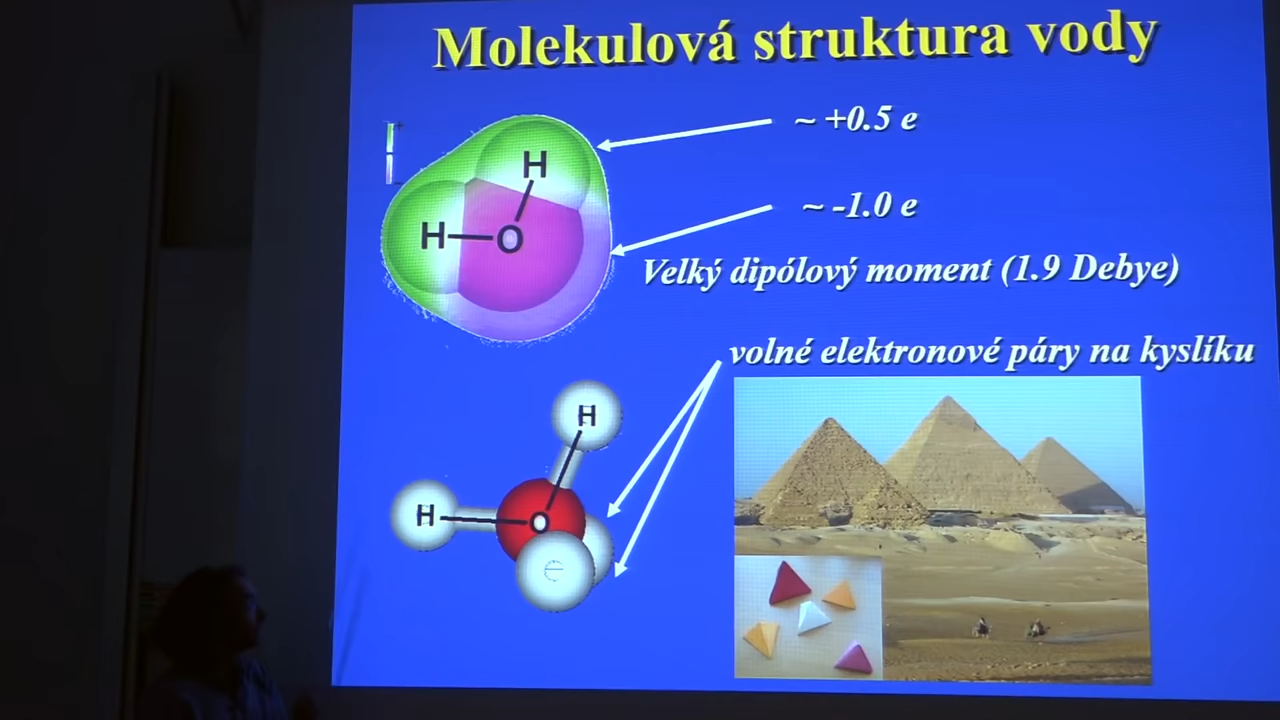 Molekulová struktura vody
~ +0.5 e
H
H
O
~ -1.0 e
Velký dipólový moment (1.9 Debye)
volné elektronové páry na kyslíku
H
H
O
e